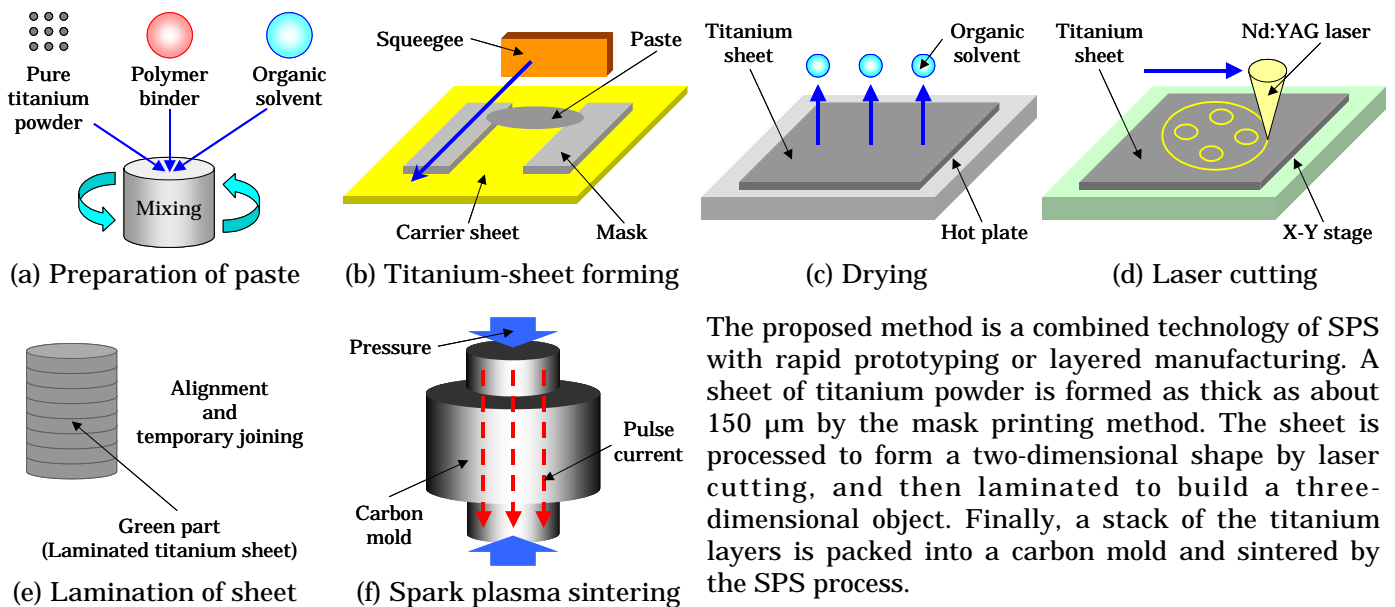 Pure
titanium
powder
Polymer
binder
Organic
solvent
Mixing
(a) Preparation of paste
Squeegee
Paste
Carrier sheet
Mask
(b) Titanium-sheet forming
Titanium
sheet
Organic
solvent
Hot plate
(c) Drying
Titanium
sheet
Nd:YAG laser
X-Y stage
(d) Laser cutting
Alignment
and
temporary joining
Green part
(Laminated titanium sheet)
(e) Lamination of sheet
Pressure
Pulse
current
Carbon
mold
(f) Spark plasma sintering
The proposed method is a combined technology of SPS
with rapid prototyping or layered manufacturing. A
sheet of titanium powder is formed as thick as about
150 μm by the mask printing method. The sheet is
processed to form a two-dimensional shape by laser
cutting, and then laminated to build a three-
dimensional object. Finally, a stack of the titanium
layers is packed into a carbon mold and sintered by
the SPS process.